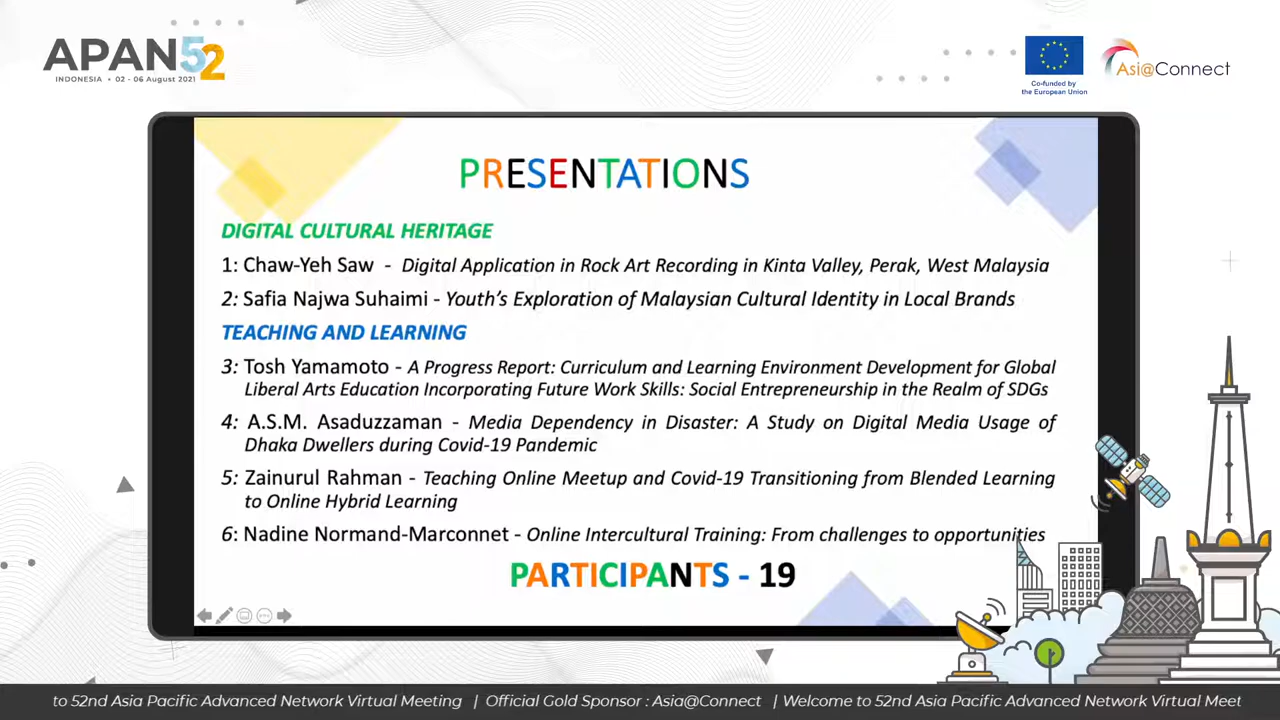 APAN52
INDONESIA • 02 - 06 August 2021
Co-funded by
the European Union
Asi@Connect
PRESENTATIONS
DIGITAL CULTURAL HERITAGE
1: Chaw-Yeh Saw - Digital Application in Rock Art Recording in Kinta Valley, Perak, West Malaysia
2: Safia Najwa Suhaimi - Youth's Exploration of Malaysian Cultural Identity in Local Brands
TEACHING AND LEARNING
3: Tosh Yamamoto - A Progress Report: Curriculum and Learning Environment Development for Global
Liberal Arts Education Incorporating Future Work Skills: Social Entrepreneurship in the Realm of SDGs
4: A.S.M. Asaduzzaman - Media Dependency in Disaster: A Study on Digital Media Usage of
Dhaka Dwellers during Covid-19 Pandemic
5: Zainurul Rahman - Teaching Online Meetup and Covid-19 Transitioning from Blended Learning
to Online Hybrid Learning
6: Nadine Normand-Marconnet - Online Intercultural Training: From challenges to opportunities
PARTICIPANTS - 19
to 52nd Asia Pacific Advanced Network Virtual Meeting | Official Gold Sponsor : Asia@Connect | Welcome to 52nd Asia Pacific Advanced Network Virtual Meet